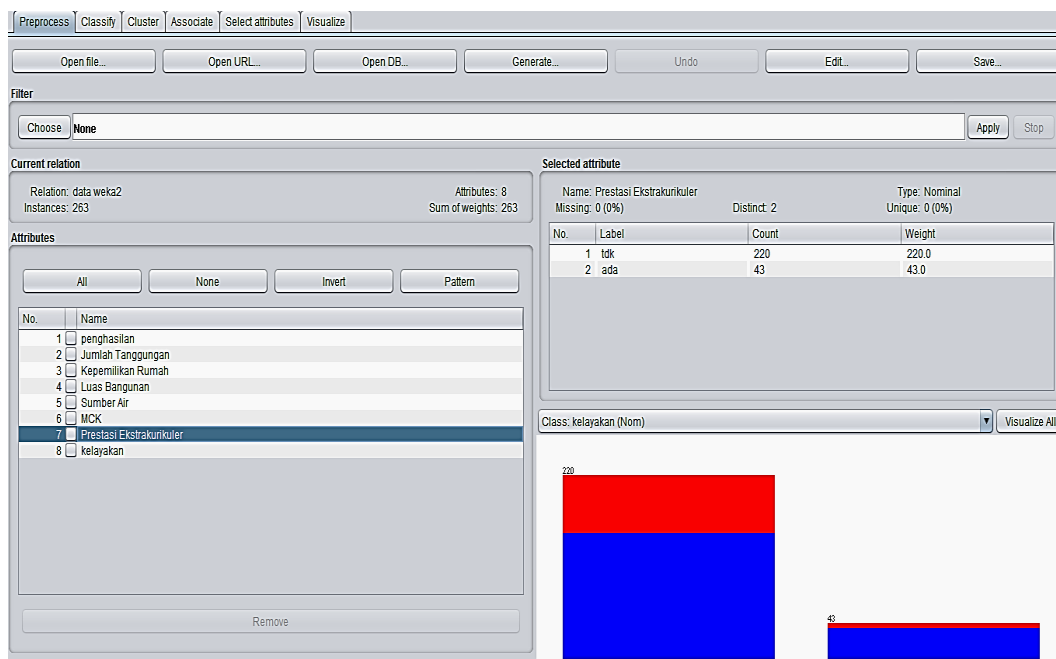 Preprocess Classify Cluster Associate Select attributes Visualize
Open file... Open URL... Open DB... Generate... Undo Edit... Save...
Filter
Choose None Apply Stop
Current relation
Relation: data weka2 Attributes: 8
Instances: 263 Sum of weights: 263
Attributes
All None Invert Pattern
No. Name
1 penghasilan
2 Jumlah Tanggungan
3 Kepemilikan Rumah
4 Luas Bangunan
5 Sumber Air
6 MCK
7 Prestasi Ekstrakurikuler
8 kelayakan
Remove
Selected attribute
Name: Prestasi Ekstrakurikuler Type: Nominal
Missing: 0 (0%) Distinct: 2 Unique: 0 (0%)
No. Label Count Weight
1 tdk 220 220.0
2 ada 43 43.0
Class: kelayakan (Nom) Visualize All
220
43